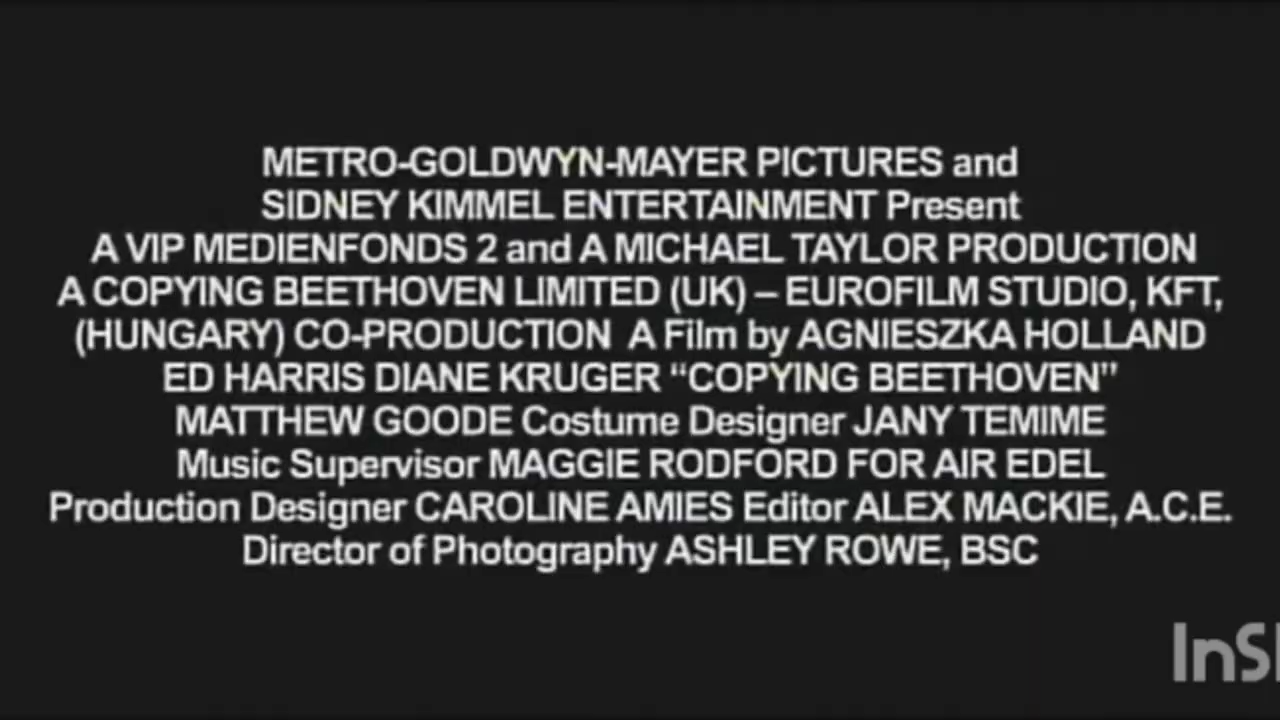 METRO-GOLDWYN-MAYER PICTURES and
SIDNEY KIMMEL ENTERTAINMENT Present
A VIP MEDIENFONDS 2 and A MICHAEL TAYLOR PRODUCTION
A COPYING BEETHOVEN LIMITED (UK) – EUROFILM STUDIO, KFT,
(HUNGARY) CO-PRODUCTION A Film by AGNIESZKA HOLLAND
ED HARRIS DIANE KRUGER “COPYING BEETHOVEN”
MATTHEW GOODE Costume Designer JANY TEMIME
Music Supervisor MAGGIE RODFORD FOR AIR EDEL
Production Designer CAROLINE AMIES Editor ALEX MACKIE, A.C.E.
Director of Photography ASHLEY ROWE, BSC